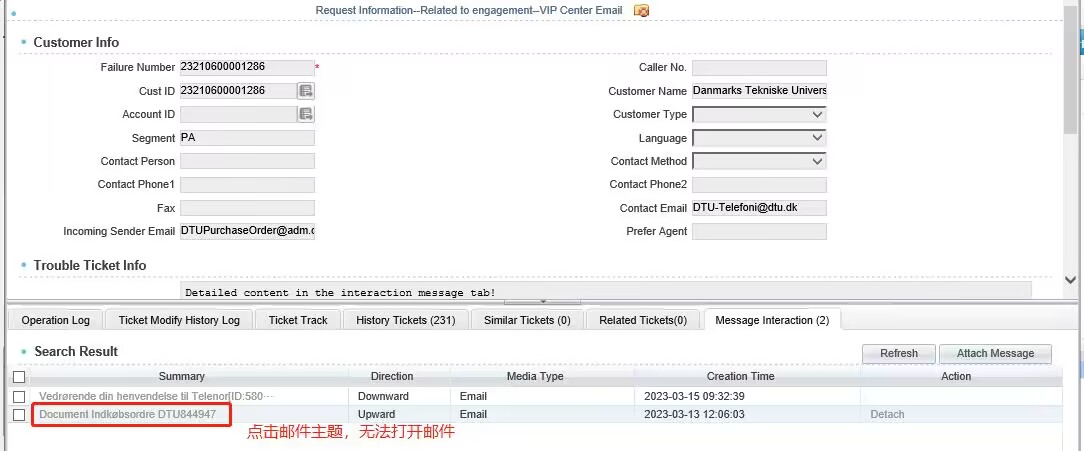 Request Information--Related to engagement--VIP Center Email
Customer Info
Failure Number 23210600001286 * Caller No.
Cust ID 23210600001286 Customer Name Danmarks Tekniske Univers
Account ID Customer Type
Segment PA Language
Contact Person Contact Method
Contact Phone1 Contact Phone2
Fax Contact Email DTU-Telefoni@dtu.dk
Incoming Sender Email DTUPurchaseOrder@adm.d Prefer Agent
Trouble Ticket Info
Detailed content in the interaction message tab!
Operation Log Ticket Modify History Log Ticket Track History Tickets (231) Similar Tickets (0) Related Tickets(0) Message Interaction (2)
Search Result Refresh Attach Message
Summary Direction Media Type Creation Time Action
Vedrørende din henvendelse til Telenor[ID:580··· Downward Email 2023-03-15 09:32:39
Document Indkøbsordre DTU844947 Upward Email 2023-03-13 12:06:03 Detach
点击邮件主题，无法打开邮件